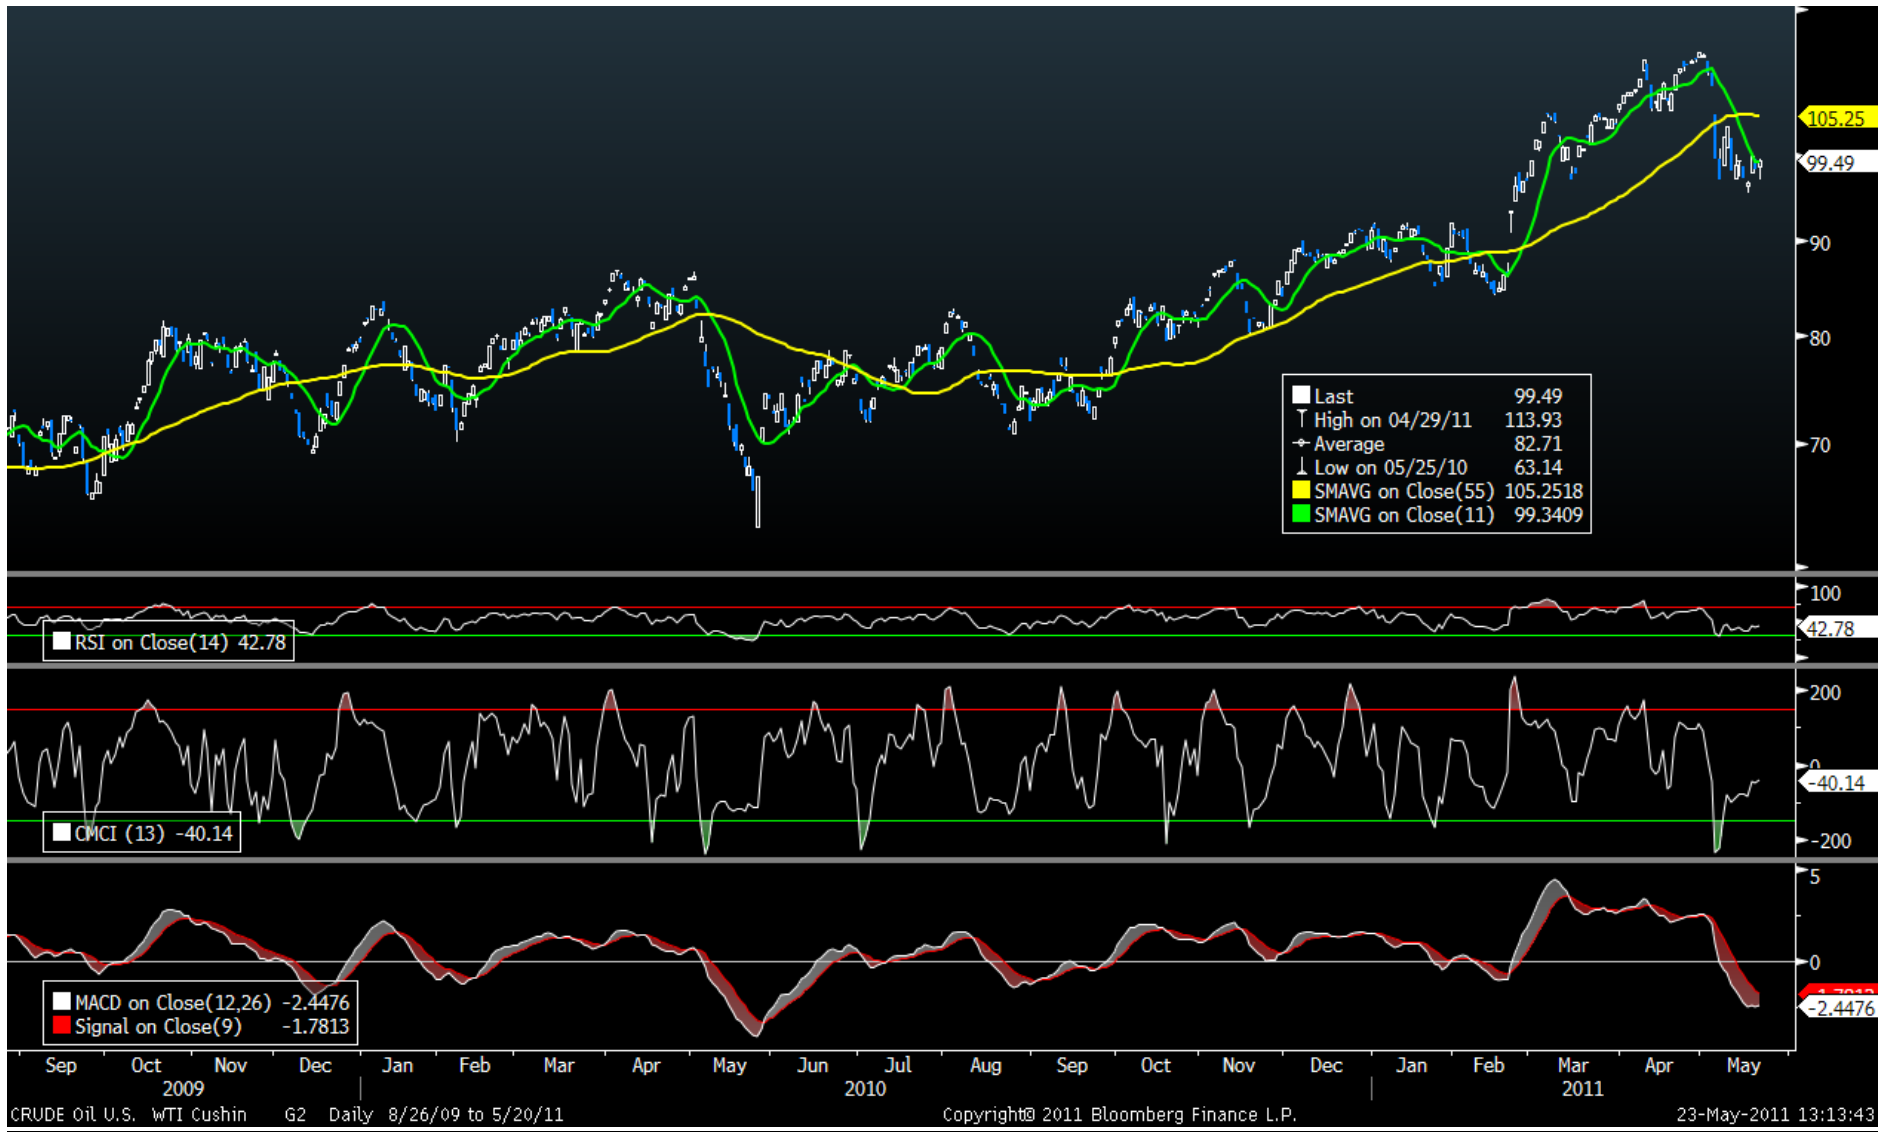 105.25
99.49
90
80
70
Last 99.49
High on 04/29/11 113.93
Average 82.71
Low on 05/25/10 63.14
SMAVG on Close(55) 105.2518
SMAVG on Close(11) 99.3409
100
42.78
RSI on Close(14) 42.78
200
0
-40.14
-200
CMCI (13) -40.14
5
0
-1.7813
-2.4476
MACD on Close(12,26) -2.4476
Signal on Close(9) -1.7813
Sep Oct Nov Dec Jan Feb Mar Apr May Jun Jul Aug Sep Oct Nov Dec Jan Feb Mar Apr May
2009 2010 2011
CRUDE Oil U.S. WTI Cushin G2 Daily 8/26/09 to 5/20/11 Copyright© 2011 Bloomberg Finance L.P. 23-May-2011 13:13:43